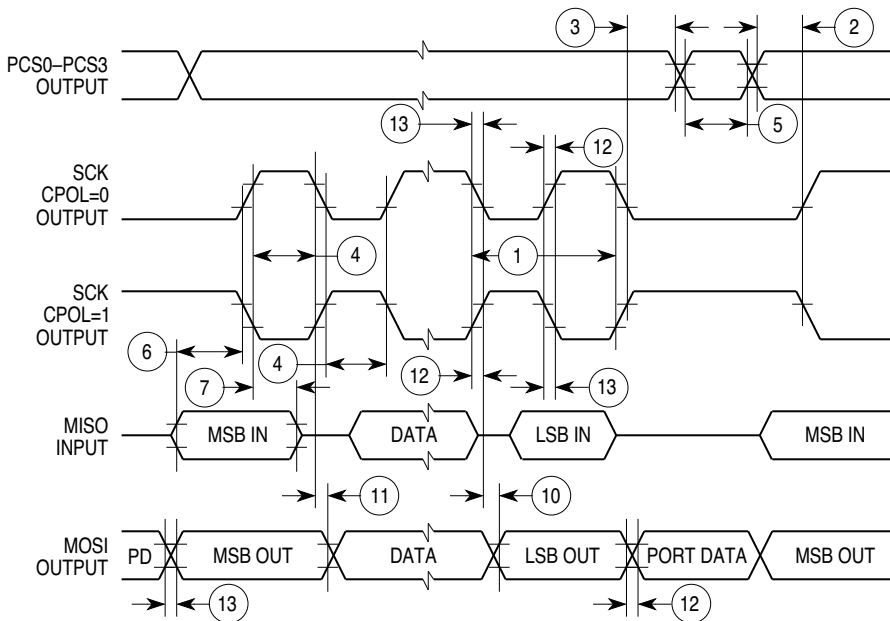 3
2
PCS0–PCS3
OUTPUT
5
13
12
SCK
CPOL=0
OUTPUT
4
1
SCK
CPOL=1
OUTPUT
6
4
7
12
13
MISO
INPUT
MSB IN
DATA
LSB IN
MSB IN
11
10
MOSI
OUTPUT
PD
MSB OUT
DATA
LSB OUT
PORT DATA
MSB OUT
13
12